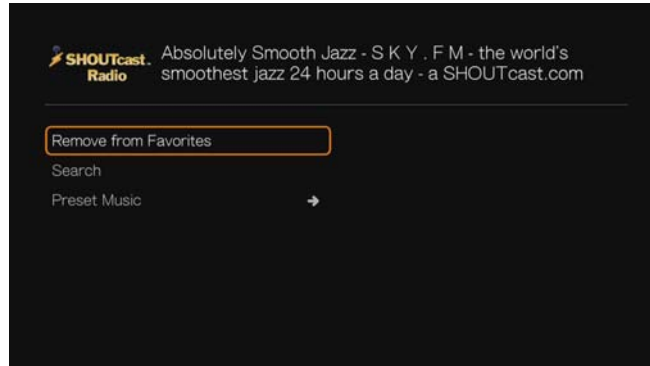 SHOUTcast.
Radio
Absolutely Smooth Jazz - S K Y . F M - the world's
smoothest jazz 24 hours a day - a SHOUTcast.com
Remove from Favorites
Search
Preset Music